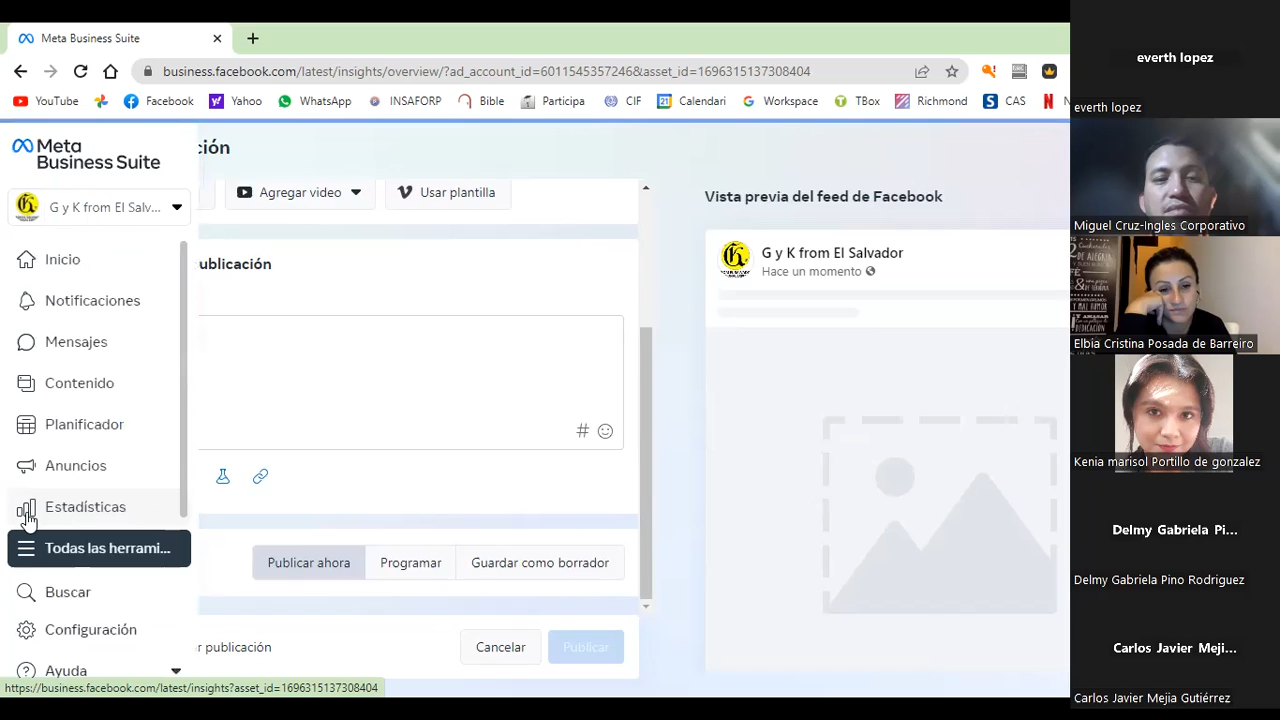 Meta Business Suite
business.facebook.com/latest/insights/overview/?ad_account_id=6011545357246&asset_id=1696315137308404
YouTube
Facebook
Yahoo
WhatsApp
INSAFORP
Bible
Participa
CIF
Calendari
Workspace
TBox
Richmond
CAS
Meta
Business Suite
G y K from El Salv...
Inicio
Notificaciones
Mensajes
Contenido
Planificador
Anuncios
Estadísticas
Todas las herrami...
Buscar
Configuración
Ayuda
https://business.facebook.com/latest/insights?asset_id=1696315137308404
ción
Agregar video
Usar plantilla
ublicación
#
Publicar ahora
Programar
Guardar como borrador
r publicación
Cancelar
Publicar
Vista previa del feed de Facebook
G y K from El Salvador
Hace un momento
everth lopez
everth lopez
Miguel Cruz-Ingles Corporativo
Elbia Cristina Posada de Barreiro
Kenia marisol Portillo de gonzalez
Delmy Gabriela Pi...
Delmy Gabriela Pino Rodriguez
Carlos Javier Meji...
Carlos Javier Mejia Gutiérrez